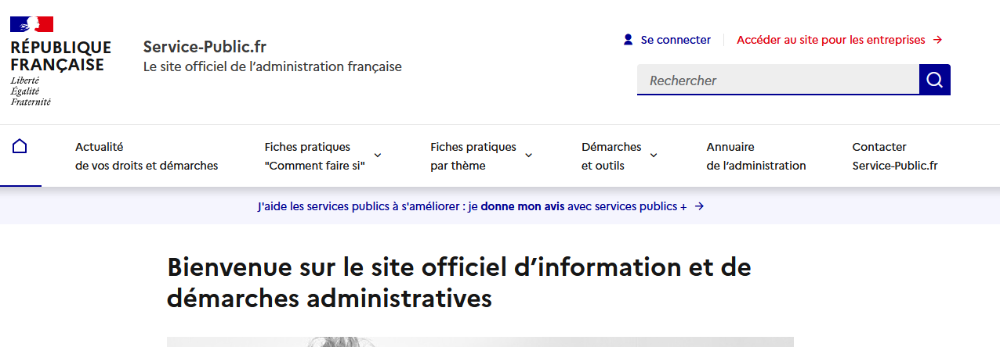 RÉPUBLIQUE
FRANÇAISE
Liberté
Égalité
Fraternité
Service-Public.fr
Le site officiel de l’administration française
Se connecter
Accéder au site pour les entreprises →
Rechercher
Actualité
de vos droits et démarches
Fiches pratiques
"Comment faire si"
Fiches pratiques
par thème
Démarches
et outils
Annuaire
de l’administration
Contacter
Service-Public.fr
J'aide les services publics à s'améliorer : je donne mon avis avec services publics + →
Bienvenue sur le site officiel d’information et de
démarches administratives